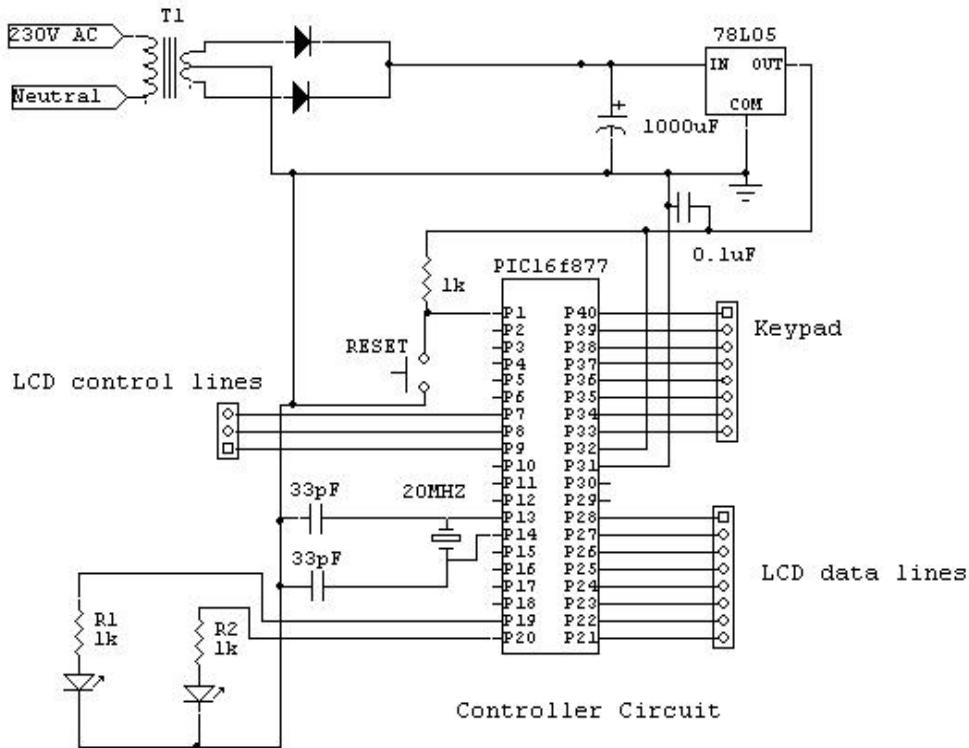 T1
230V AC
Neutral
78L05
IN OUT
COM
+
1000uF
0.1uF
1k
PIC16f877
RESET
LCD control lines
P1 P40
P2 P39
P3 P38
P4 P37
P5 P36
P6 P35
P7 P34
P8 P33
P9 P32
P10 P31
P11 P30
P12 P29
P13 P28
P14 P27
P15 P26
P16 P25
P17 P24
P18 P23
P19 P22
P20 P21
Keypad
33pF
20MHZ
33pF
LCD data lines
R1
1k
R2
1k
Controller Circuit